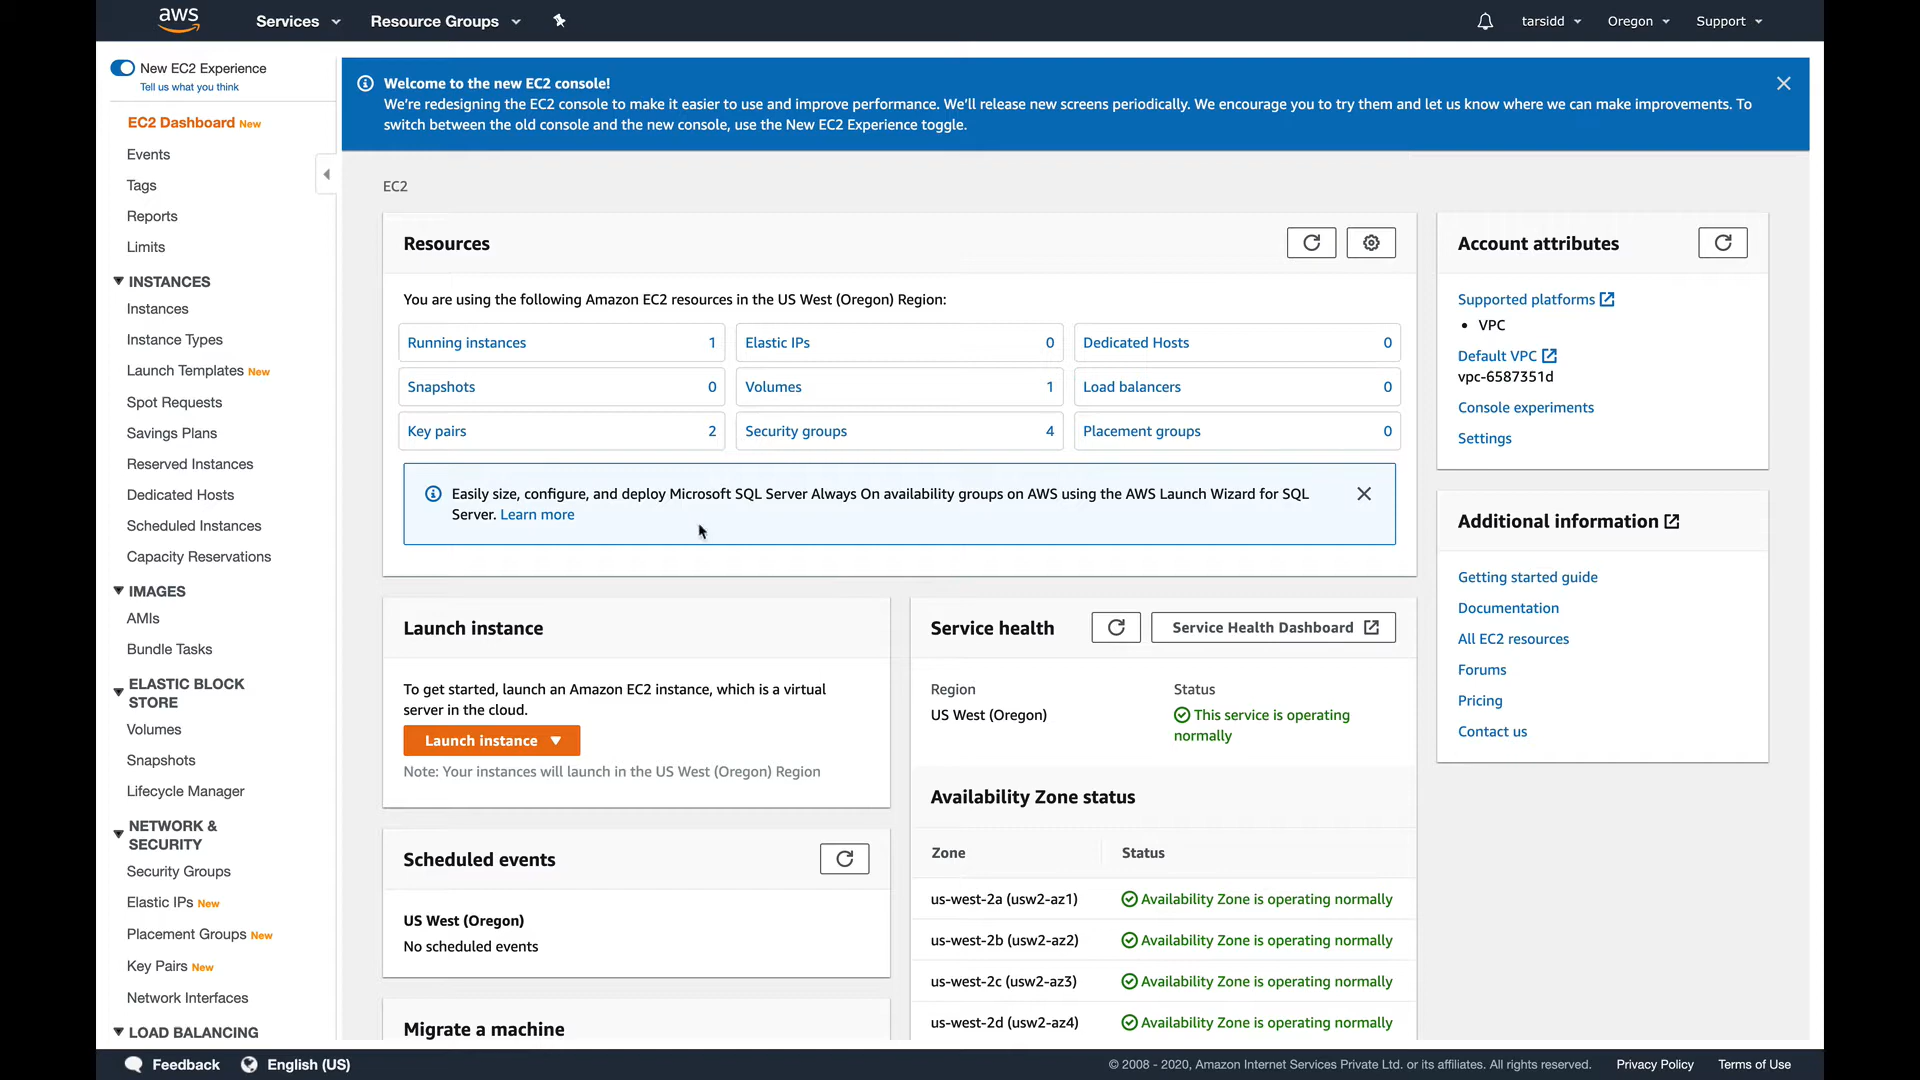 aws
Services
Resource Groups
tarsidd
Oregon
Support
New EC2 Experience
Tell us what you think
EC2 Dashboard New
Events
Tags
Reports
Limits
INSTANCES
Instances
Instance Types
Launch Templates New
Spot Requests
Savings Plans
Reserved Instances
Dedicated Hosts
Scheduled Instances
Capacity Reservations
IMAGES
AMIs
Bundle Tasks
ELASTIC BLOCK
STORE
Volumes
Snapshots
Lifecycle Manager
NETWORK &
SECURITY
Security Groups
Elastic IPs New
Placement Groups New
Key Pairs New
Network Interfaces
LOAD BALANCING
Welcome to the new EC2 console!
We're redesigning the EC2 console to make it easier to use and improve performance. We'll release new screens periodically. We encourage you to try them and let us know where we can make improvements. To
switch between the old console and the new console, use the New EC2 Experience toggle.
EC2
Resources
You are using the following Amazon EC2 resources in the US West (Oregon) Region:
Running instances 1
Elastic IPs 0
Dedicated Hosts 0
Snapshots 0
Volumes 1
Load balancers 0
Key pairs 2
Security groups 4
Placement groups 0
Easily size, configure, and deploy Microsoft SQL Server Always On availability groups on AWS using the AWS Launch Wizard for SQL
Server. Learn more
Launch instance
To get started, launch an Amazon EC2 instance, which is a virtual
server in the cloud.
Launch instance
Note: Your instances will launch in the US West (Oregon) Region
Scheduled events
US West (Oregon)
No scheduled events
Migrate a machine
Service health
Service Health Dashboard
Region
Status
US West (Oregon)
This service is operating
normally
Availability Zone status
Zone
Status
us-west-2a (usw2-az1)
Availability Zone is operating normally
us-west-2b (usw2-az2)
Availability Zone is operating normally
us-west-2c (usw2-az3)
Availability Zone is operating normally
us-west-2d (usw2-az4)
Availability Zone is operating normally
Account attributes
Supported platforms
• VPC
Default VPC
vpc-6587351d
Console experiments
Settings
Additional information
Getting started guide
Documentation
All EC2 resources
Forums
Pricing
Contact us
Feedback
English (US)
© 2008 - 2020, Amazon Internet Services Private Ltd. or its affiliates. All rights reserved.
Privacy Policy
Terms of Use